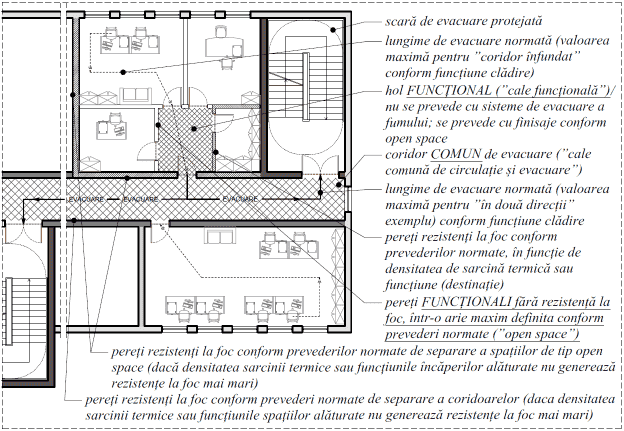 scară de evacuare protejată
lungime de evacuare normată (valoarea
maximă pentru ”coridor înfundat”
conform funcțiune clădire)
hol FUNCȚIONAL (”cale funcțională”)/
nu se prevede cu sisteme de evacuare a
fumului; se prevede cu finisaje conform
open space
coridor COMUN de evacuare (”cale
comună de circulație și evacuare”)
lungime de evacuare normată (valoarea
maximă pentru ”în două direcții”
exemplu) conform funcțiune clădire
pereți rezistenți la foc conform
prevederilor normate, în funcție de
densitatea de sarcină termică sau
funcțiune (destinație)
pereți FUNCȚIONALI fără rezistență la
foc, într-o arie maxim definita conform
prevederi normate (”open space”)
EVACUARE EVACUARE EVACUARE
pereți rezistenți la foc conform prevederilor normate de separare a spațiilor de tip open
space (dacă densitatea sarcinii termice sau funcțiunile încăperilor alăturate nu generează
rezistențe la foc mai mari)
pereți rezistenți la foc conform prevederi normate de separare a coridoarelor (daca densitatea
sarcinii termice sau funcțiunile spațiilor alăturate nu generează rezistențe la foc mai mari)